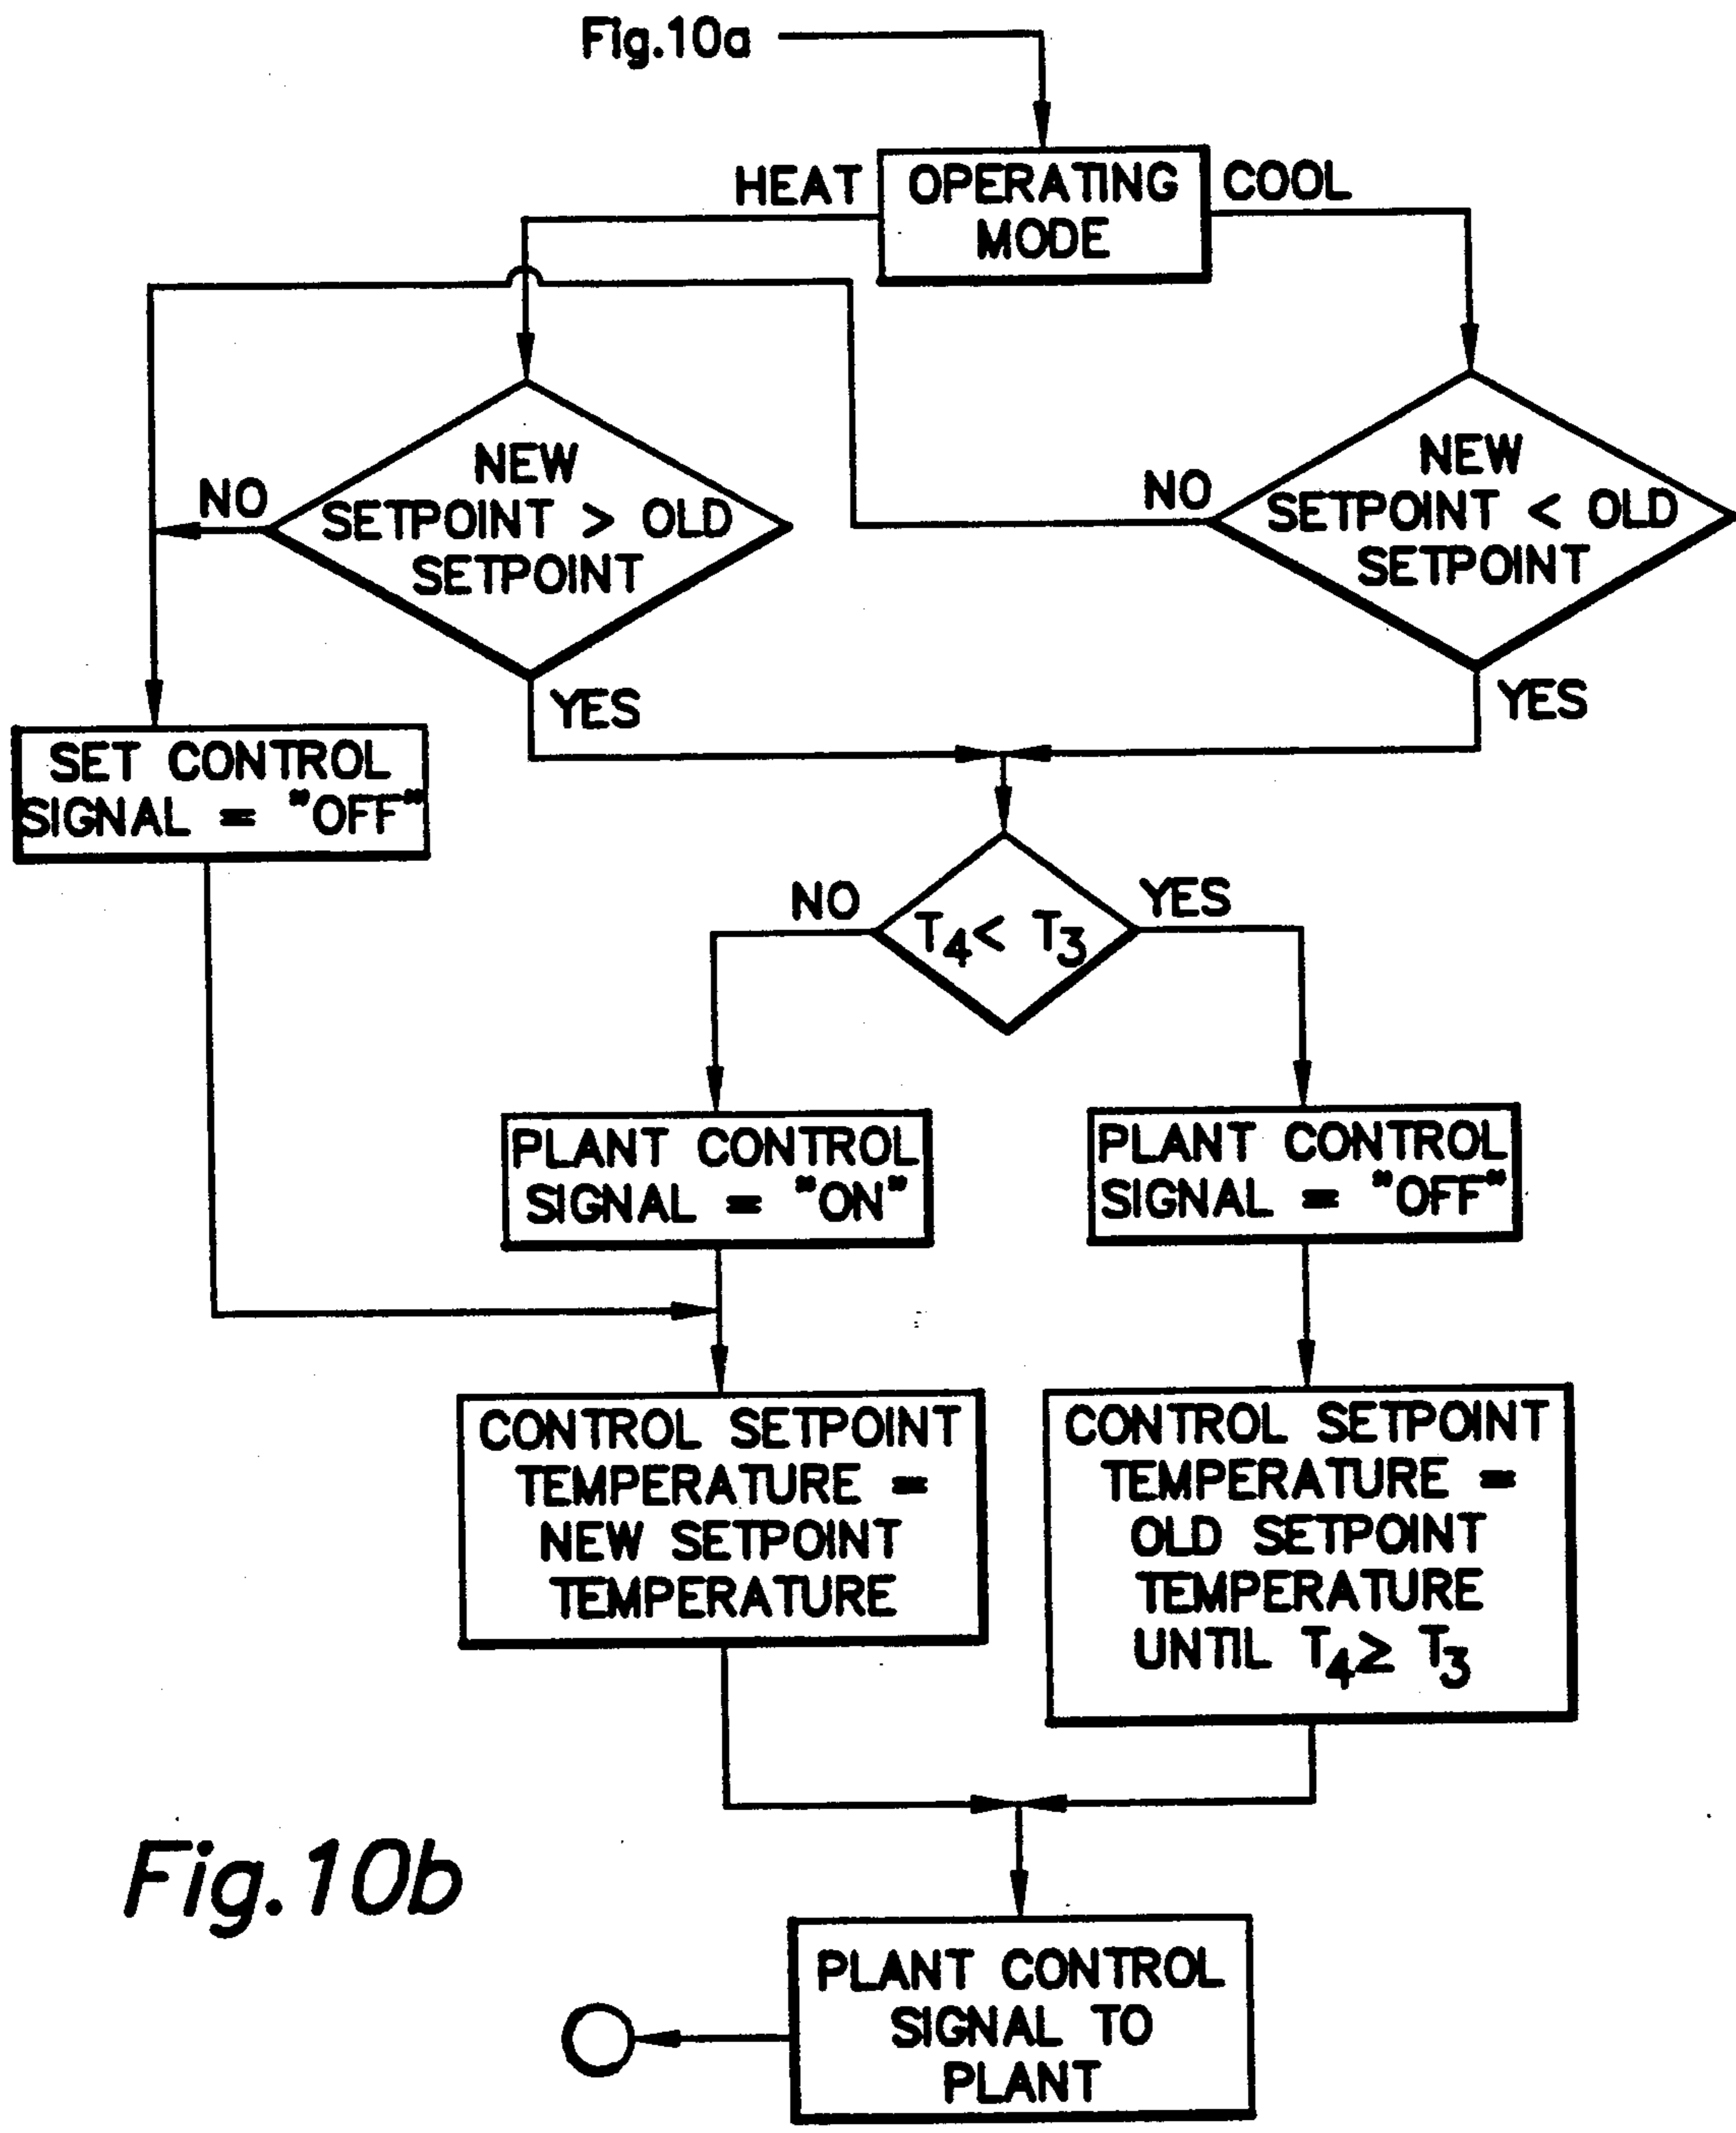 Fig.10a
HEAT
OPERATING
MODE
COOL
NEW
SETPOINT > OLD
SETPOINT
NO
YES
NEW
SETPOINT < OLD
SETPOINT
NO
YES
SET CONTROL
SIGNAL = "OFF"
T4 < T3
NO
YES
PLANT CONTROL
SIGNAL = "ON"
PLANT CONTROL
SIGNAL = "OFF"
CONTROL SETPOINT
TEMPERATURE =
NEW SETPOINT
TEMPERATURE
CONTROL SETPOINT
TEMPERATURE =
OLD SETPOINT
TEMPERATURE
UNTIL T4 ≥ T3
PLANT CONTROL
SIGNAL TO
PLANT
Fig.10b